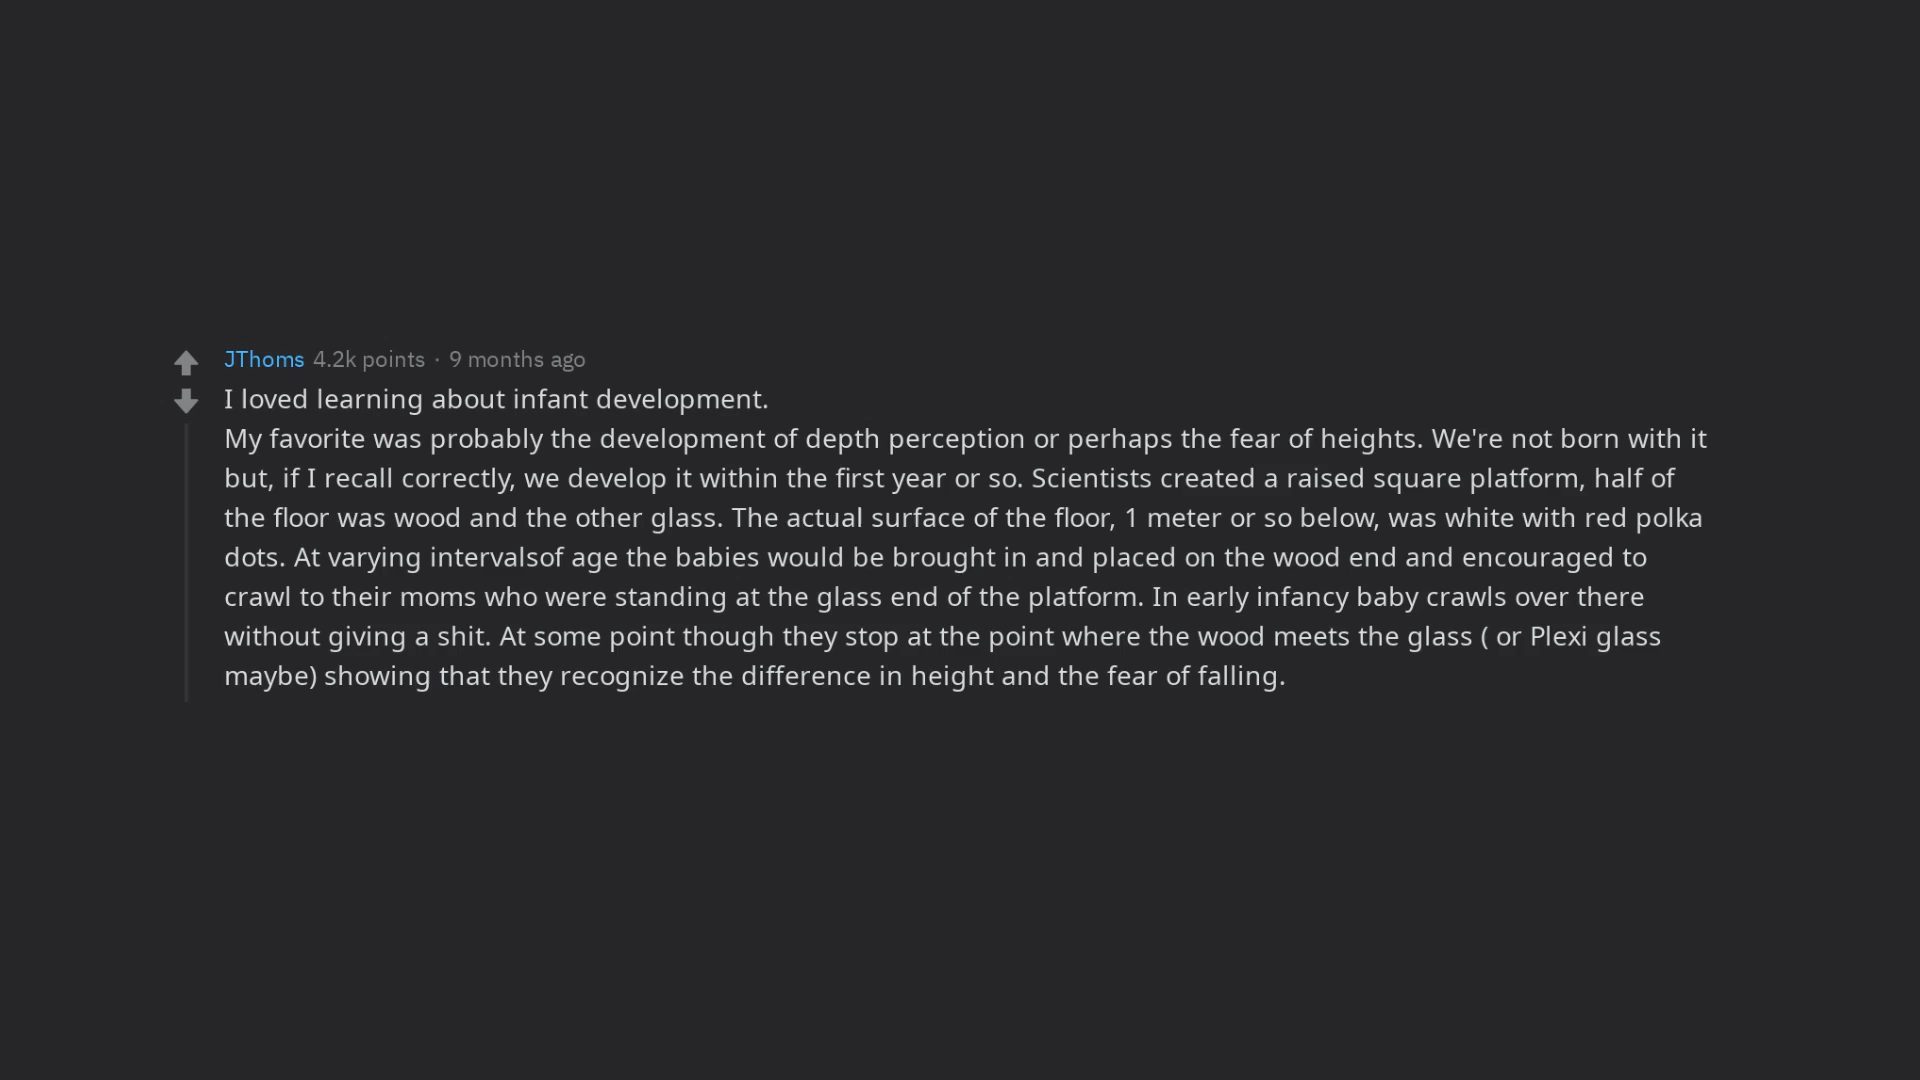 JThoms 4.2k points · 9 months ago
I loved learning about infant development.
My favorite was probably the development of depth perception or perhaps the fear of heights. We're not born with it
but, if I recall correctly, we develop it within the first year or so. Scientists created a raised square platform, half of
the floor was wood and the other glass. The actual surface of the floor, 1 meter or so below, was white with red polka
dots. At varying intervalsof age the babies would be brought in and placed on the wood end and encouraged to
crawl to their moms who were standing at the glass end of the platform. In early infancy baby crawls over there
without giving a shit. At some point though they stop at the point where the wood meets the glass ( or Plexi glass
maybe) showing that they recognize the difference in height and the fear of falling.